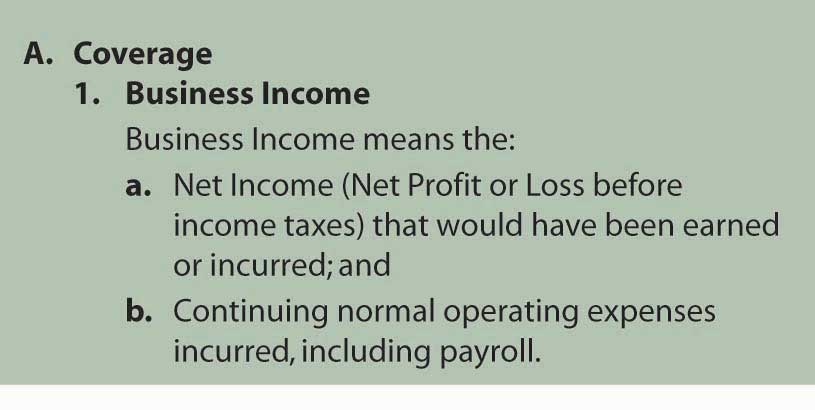 A. Coverage
1. Business Income
Business Income means the:
a. Net Income (Net Profit or Loss before
income taxes) that would have been earned
or incurred; and
b. Continuing normal operating expenses
incurred, including payroll.